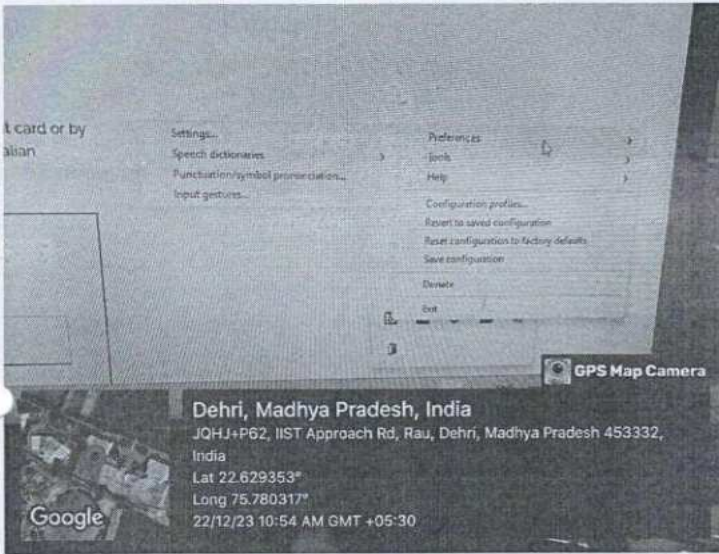 t card or by
alian
Settings...
Speech dictionaries
Punctuation/symbol pronunciation...
Input gestures...
Preferences
Tools
Help
Configuration profiles...
Revert to saved configuration
Reset configuration to factory defaults
Save configuration
Donate
Exit
GPS Map Camera
Dehri, Madhya Pradesh, India
JQHJ+P62, IIST Approach Rd, Rau, Dehri, Madhya Pradesh 453332,
India
Lat 22.629353°
Long 75.780317°
22/12/23 10:54 AM GMT +05:30
Google